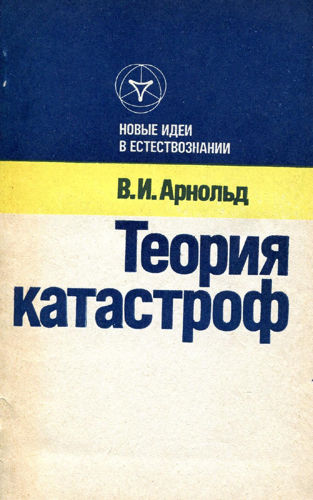 НОВЫЕ ИДЕИ
В ЕСТЕСТВОЗНАНИИ
В.И. Арнольд
Теория
катастроф